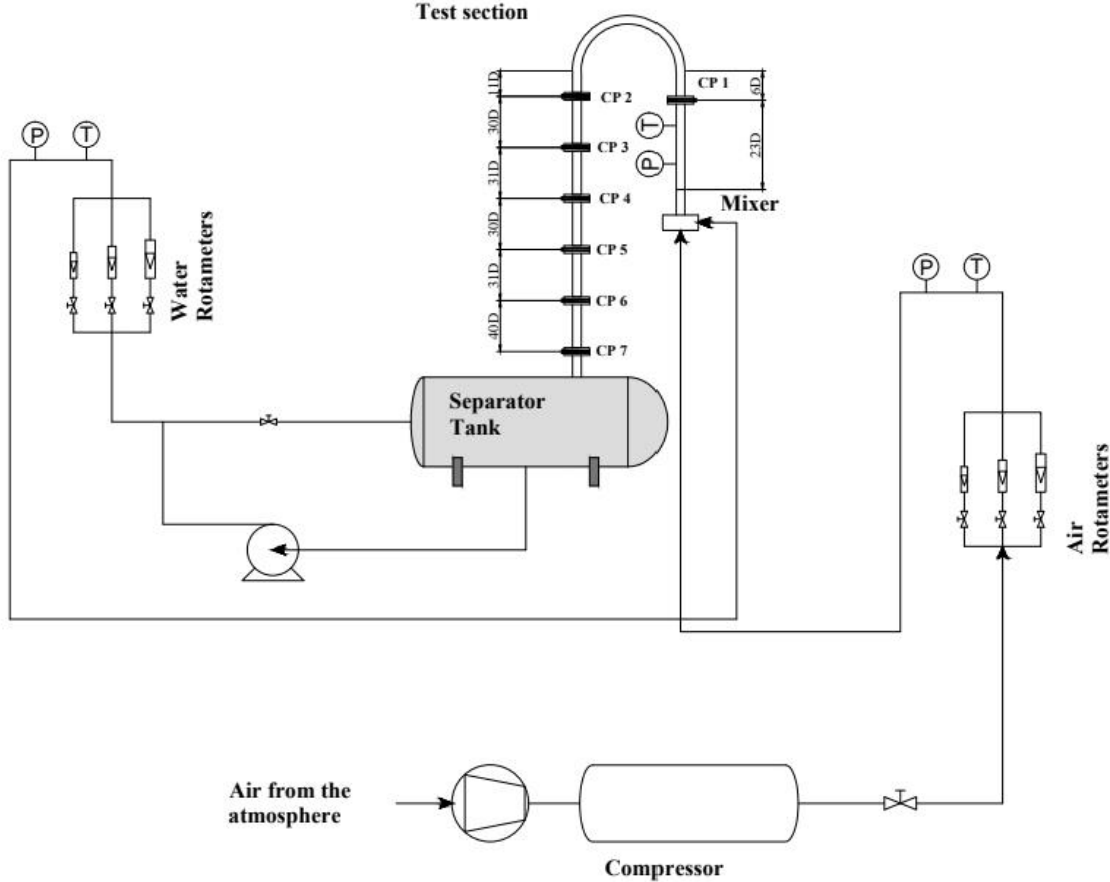 Test section
11D
CP 2
30D
CP 3
31D
CP 4
30D
CP 5
31D
CP 6
40D
CP 7
CP 1
6D
23D
T
P
Mixer
P
T
Water
Rotameters
Separator
Tank
P
T
Air
Rotameters
Air from the
atmosphere
Compressor